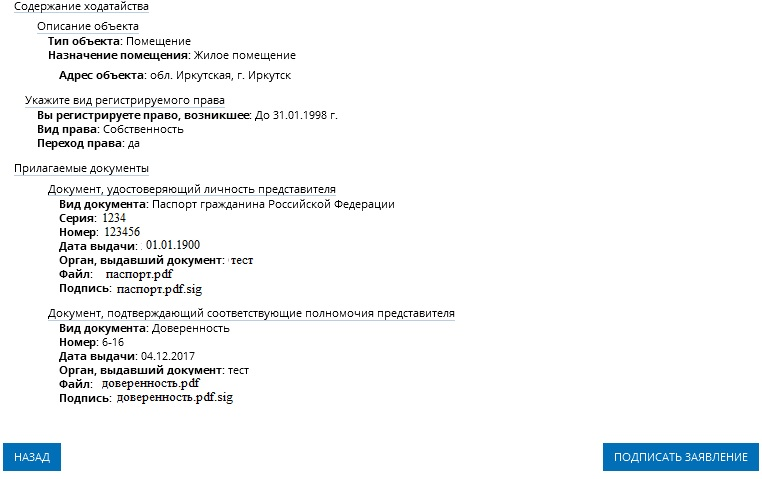 Содержание ходатайства
Описание объекта
Тип объекта: Помещение
Назначение помещения: Жилое помещение
Адрес объекта: обл. Иркутская, г. Иркутск
Укажите вид регистрируемого права
Вы регистрируете право, возникшее: До 31.01.1998 г.
Вид права: Собственность
Переход права: да
Прилагаемые документы
Документ, удостоверяющий личность представителя
Вид документа: Паспорт гражданина Российской Федерации
Серия: 1234
Номер: 123456
Дата выдачи: 01.01.1900
Орган, выдавший документ: тест
Файл: паспорт.pdf
Подпись: паспорт.pdf.sig
Документ, подтверждающий соответствующие полномочия представителя
Вид документа: Доверенность
Номер: 6-16
Дата выдачи: 04.12.2017
Орган, выдавший документ: тест
Файл: доверенность.pdf
Подпись: доверенность.pdf.sig
НАЗАД ПОДПИСАТЬ ЗАЯВЛЕНИЕ